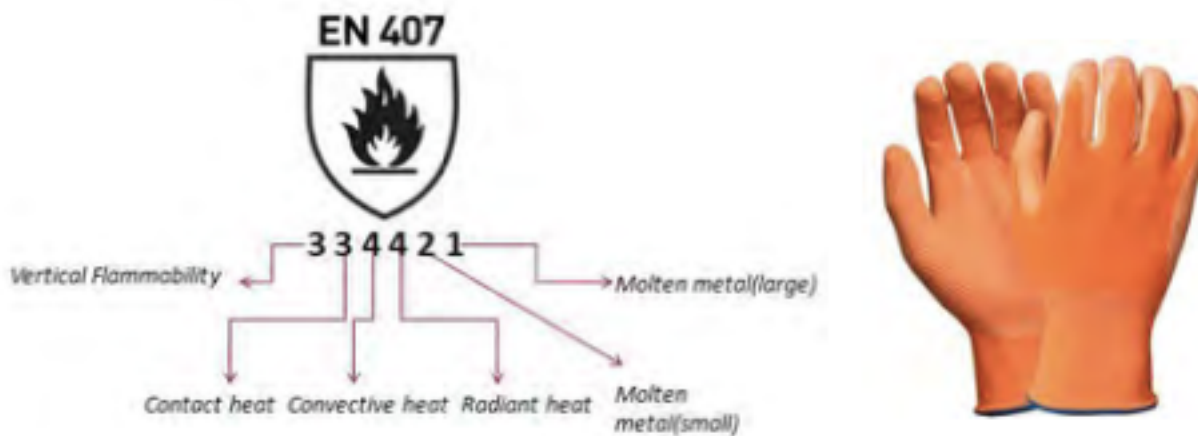 EN 407
3 3 4 4 2 1
Vertical Flammability
Molten metal(large)
Contact heat
Convective heat
Radiant heat
Molten
metal(small)